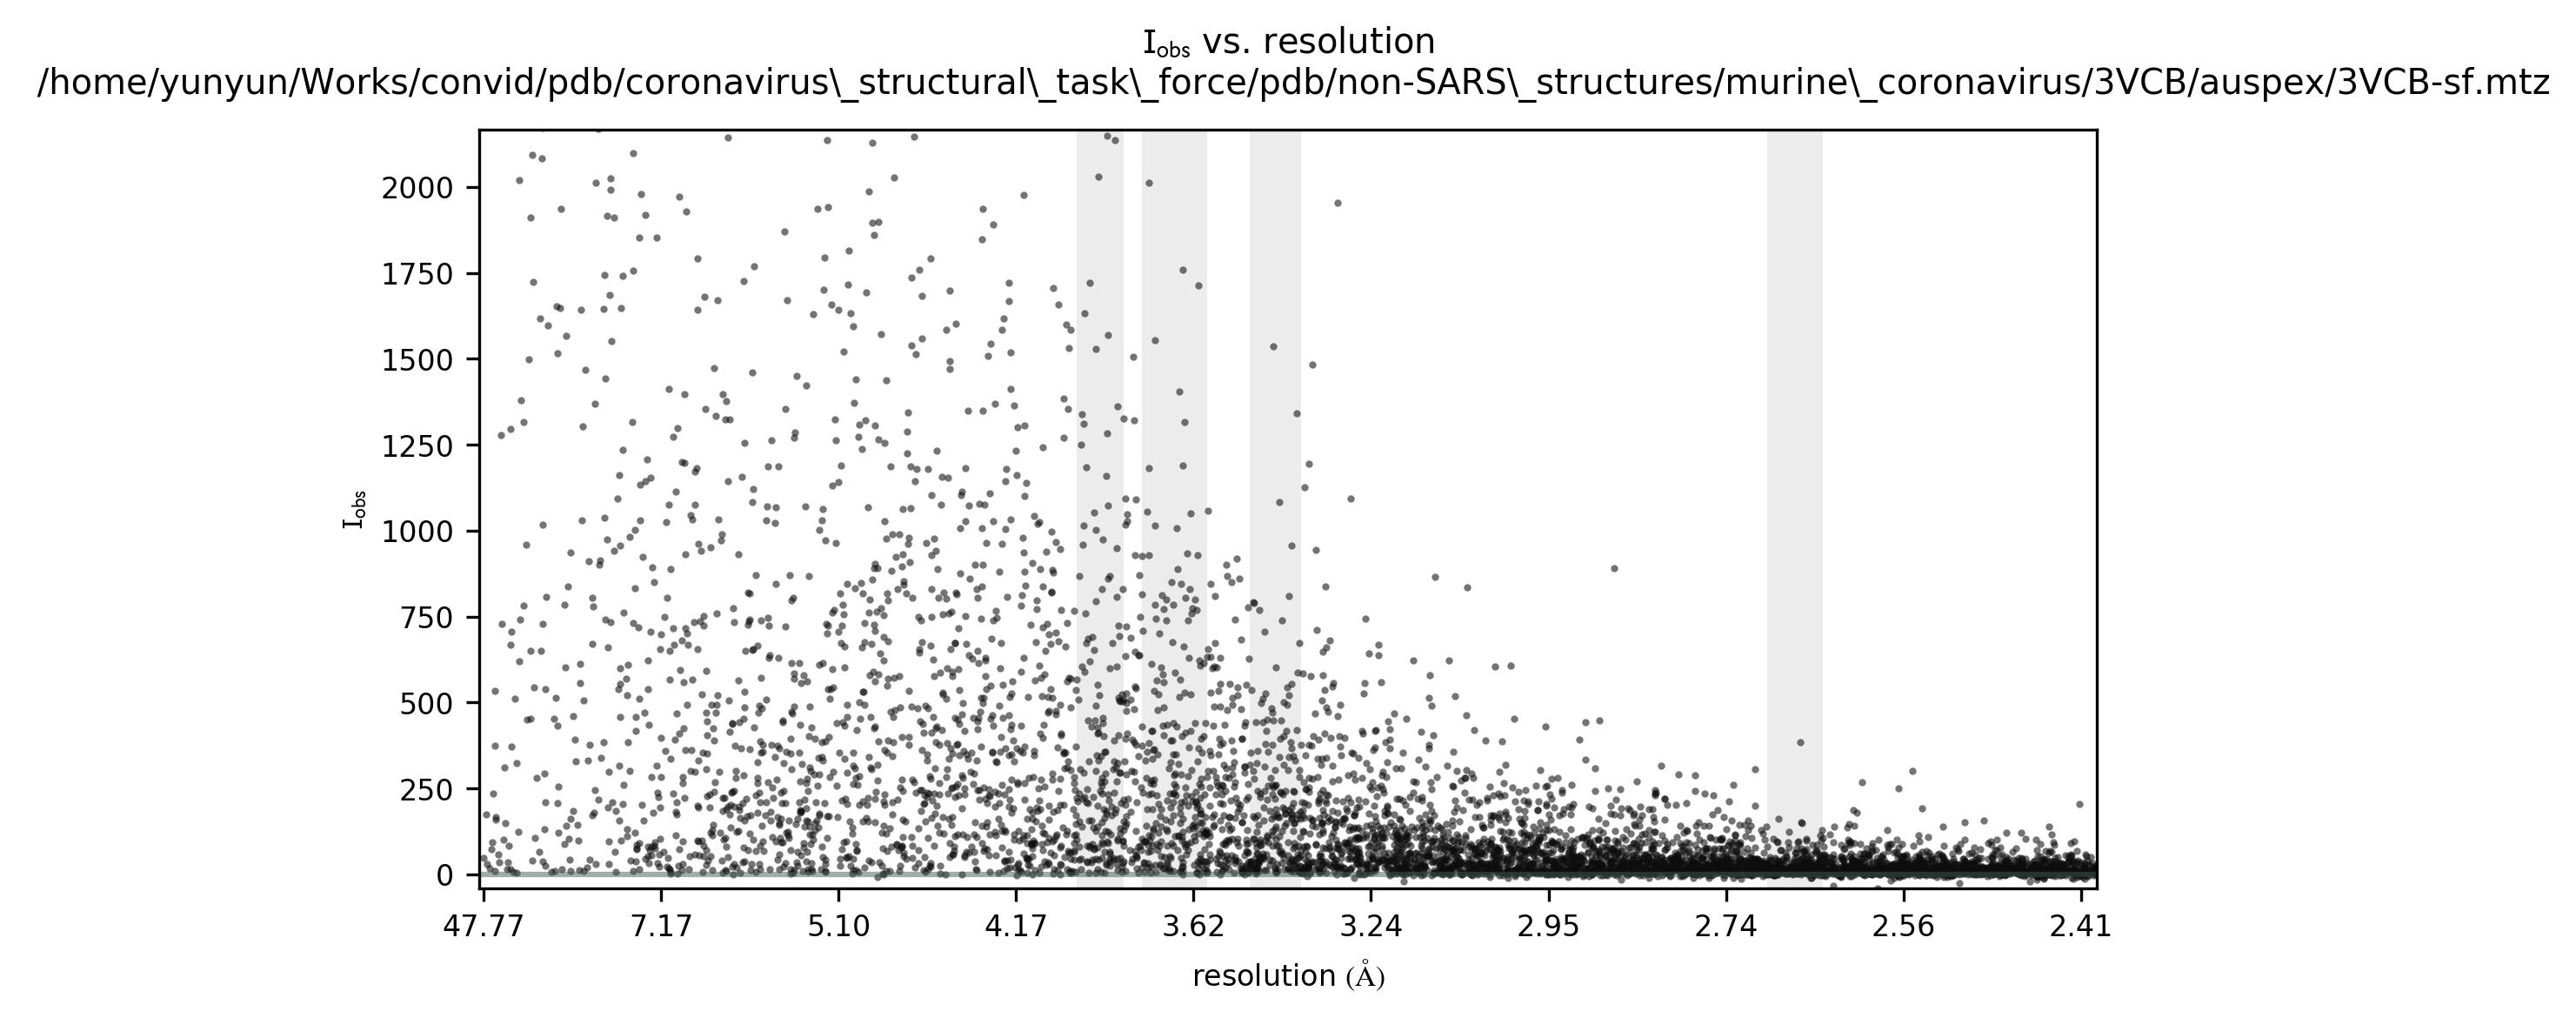 I_obs vs. resolution
/home/yunyun/Works/convid/pdb/coronavirus\_structural\_task\_force/pdb/non-SARS\_structures/murine\_coronavirus/3VCB/auspex/3VCB-sf.mtz
2000
1750
1500
1250
1000
750
500
250
0
I_obs
47.77 7.17 5.10 4.17 3.62 3.24 2.95 2.74 2.56 2.41
resolution (Å)